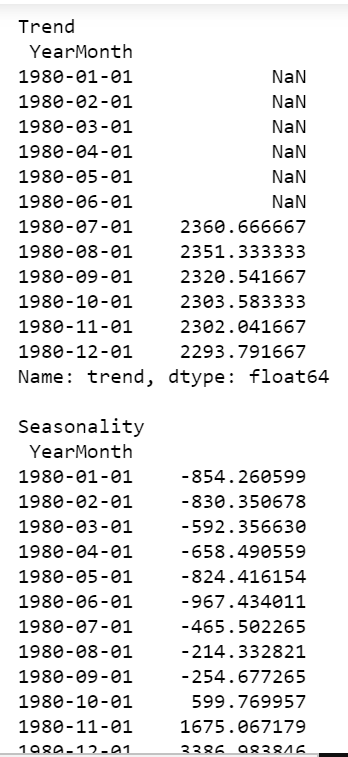 Trend
YearMonth
1980-01-01 NaN
1980-02-01 NaN
1980-03-01 NaN
1980-04-01 NaN
1980-05-01 NaN
1980-06-01 NaN
1980-07-01 2360.666667
1980-08-01 2351.333333
1980-09-01 2320.541667
1980-10-01 2303.583333
1980-11-01 2302.041667
1980-12-01 2293.791667
Name: trend, dtype: float64
Seasonality
YearMonth
1980-01-01 -854.260599
1980-02-01 -830.350678
1980-03-01 -592.356630
1980-04-01 -658.490559
1980-05-01 -824.416154
1980-06-01 -967.434011
1980-07-01 -465.502265
1980-08-01 -214.332821
1980-09-01 -254.677265
1980-10-01 599.769957
1980-11-01 1675.067179
1980-12-01 3386.983846